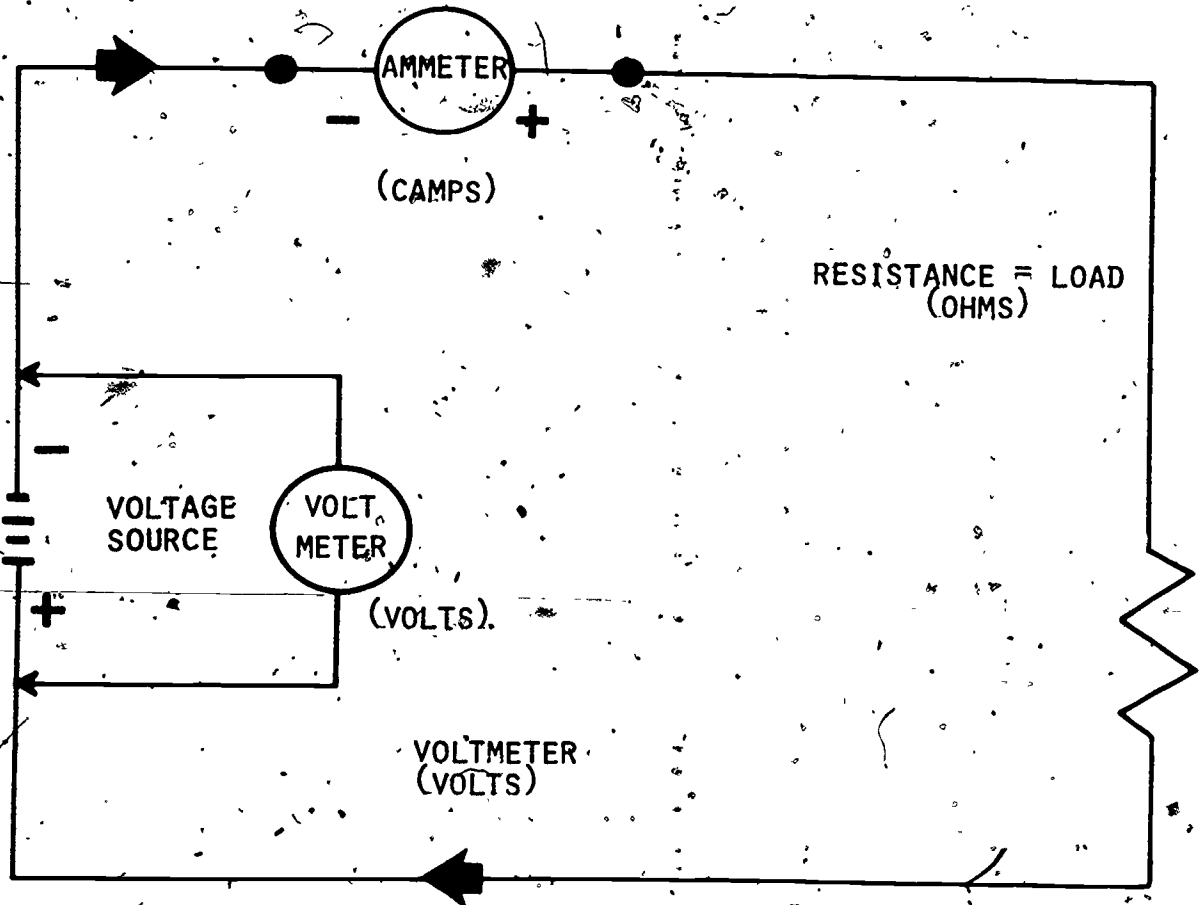 AMMETER
− +
(CAMPS)
RESISTANCE = LOAD
(OHMS)
−
VOLTAGE
SOURCE
VOLT
METER
+
(VOLTS).
VOLTMETER
(VOLTS)